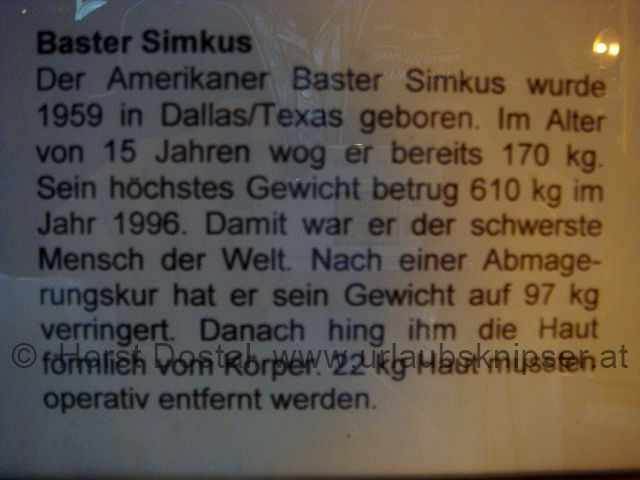 Baster Simkus
Der Amerikaner Baster Simkus wurde
1959 in Dallas/Texas geboren. Im Alter
von 15 Jahren wog er bereits 170 kg.
Sein höchstes Gewicht betrug 610 kg im
Jahr 1996. Damit war er der schwerste
Mensch der Welt. Nach einer Abmage-
rungskur hat er sein Gewicht auf 97 kg
verringert. Danach hing ihm die Haut
© Horst Dostal, www.urlaubsknipser.at
förmlich vom Körper. 22 kg Haut mussten
operativ entfernt werden.